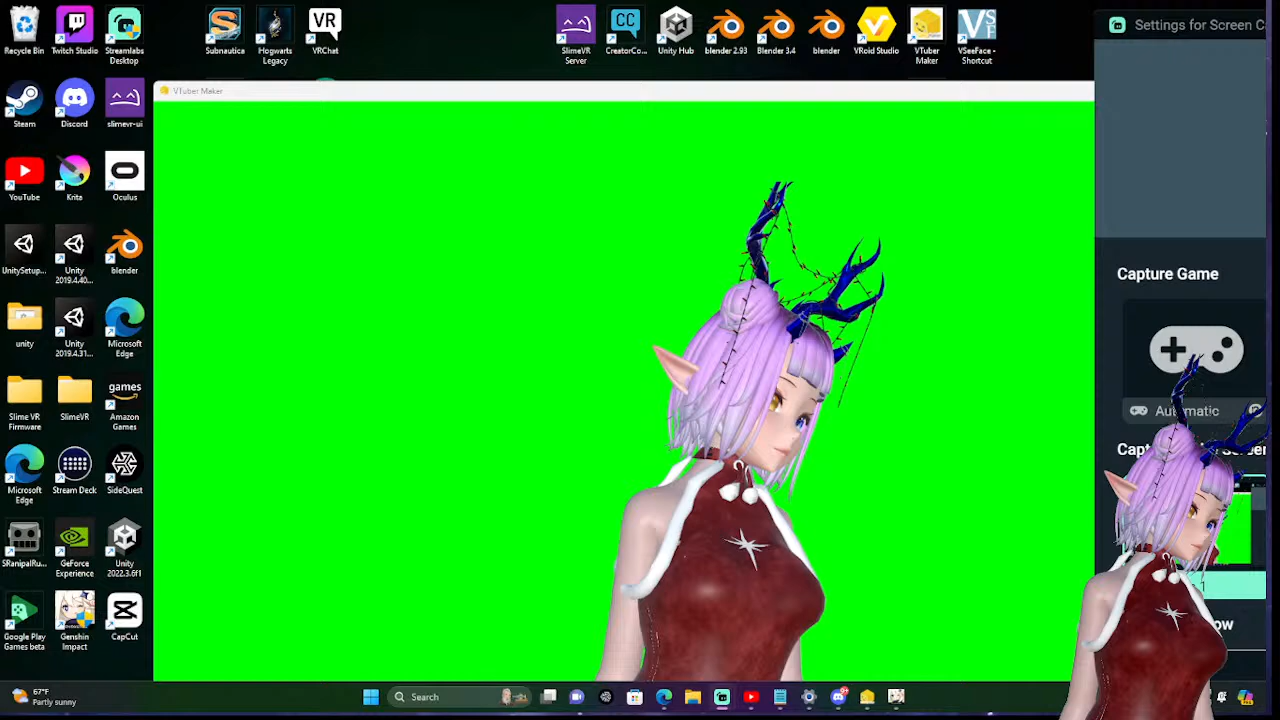 Recycle Bin
Twitch Studio
Streamlabs Desktop
Subnautica
Hogwarts Legacy
VR
VRChat
SlimeVR Server
CC
CreatorCo...
Unity Hub
blender 2.93
Blender 3.4
blender
VRoid Studio
VTuber Maker
VSeeFace - Shortcut
Settings for Screen C
VTuber Maker
Steam
Discord
slimevr-ui
YouTube
Krita
Oculus
UnitySetup...
Unity 2019.4.40...
blender
unity
Unity 2019.4.31...
Microsoft Edge
Slime VR Firmware
SlimeVR
games
Amazon Games
Microsoft Edge
Stream Deck
SideQuest
SRanipalRu...
GeForce Experience
Unity 2022.3.6f1
Google Play Games beta
Genshin Impact
CapCut
Capture Game
Automatic
67°F
Partly sunny
Search